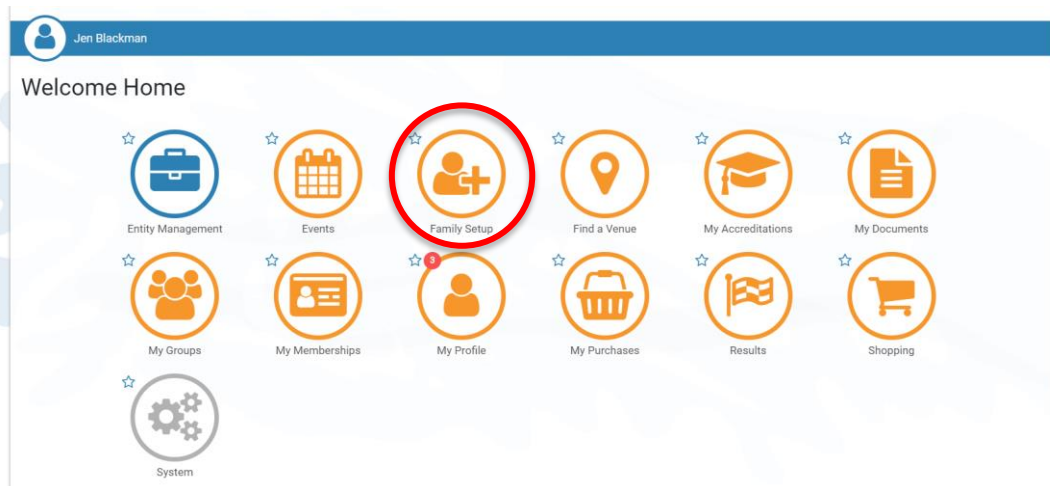 Jen Blackman
Welcome Home
Entity Management Events Family Setup Find a Venue My Accreditations My Documents
3
My Groups My Memberships My Profile My Purchases Results Shopping
System